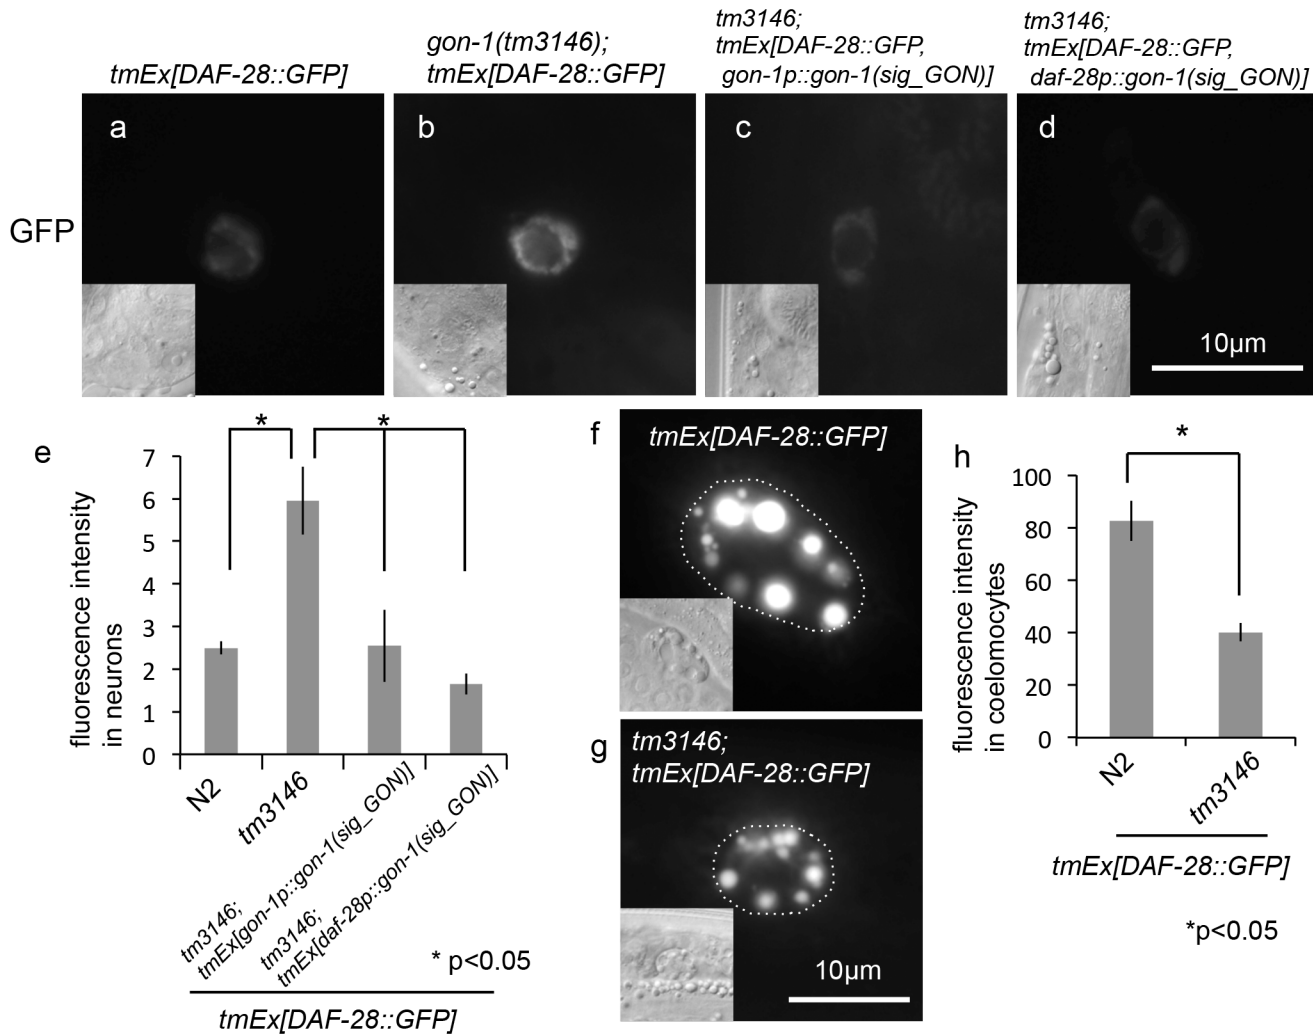 tmEx[DAF-28::GFP]
gon-1(tm3146);
tmEx[DAF-28::GFP]
tm3146;
tmEx[DAF-28::GFP,
gon-1p::gon-1(sig_GON)]
tm3146;
tmEx[DAF-28::GFP,
daf-28p::gon-1(sig_GON)]
GFP
a
b
c
d
10µm
e
fluorescence intensity
in neurons
7
6
5
4
3
2
1
0
*
*
N2
tm3146
tm3146;
tmEx[gon-1p::gon-1(sig_GON)]
tm3146;
tmEx[daf-28p::gon-1(sig_GON)]
* p<0.05
tmEx[DAF-28::GFP]
f
tmEx[DAF-28::GFP]
g
tm3146;
tmEx[DAF-28::GFP]
10µm
h
fluorescence intensity
in coelomocytes
100
80
60
40
20
0
*
N2
tm3146
tmEx[DAF-28::GFP]
*p<0.05